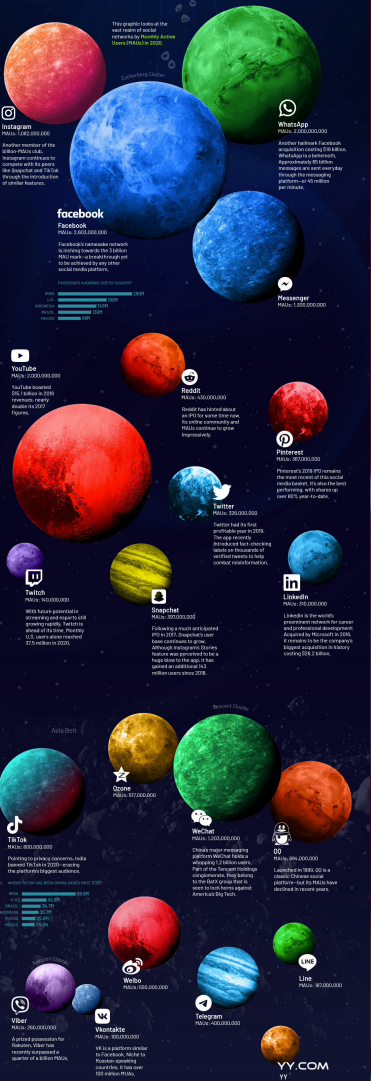 This graphic looks at the
vast realm of social
networks by Monthly Active
Users (MAUs) in 2020.
Zuckerberg Cluster
Instagram
MAUs: 1,082,000,000
Another member of the
billion-MAUs club,
Instagram continues to
compete with its peers
like Snapchat and TikTok
through the introduction
of similar features.
WhatsApp
MAUs: 2,000,000,000
Another hallmark Facebook
acquisition costing $19 billion,
WhatsApp is a behemoth.
Approximately 65 billion
messages are sent everyday
through the messaging
platform—or 45 million
per minute.
facebook
Facebook
MAUs: 2,603,000,000
Facebook's namesake network
is inching towards the 3 billion
MAU mark—a breakthrough yet
to be achieved by any other
social media platform.
FACEBOOK'S AUDIENCE SIZE BY COUNTRY
INDIA
U.S.
INDONESIA
BRAZIL
MEXICO
Messenger
MAUs: 1,300,000,000
YouTube
MAUs: 2,000,000,000
YouTube boasted
$15.1 billion in 2019
revenues, nearly
double its 2017
figures.
Reddit
MAUs: 430,000,000
Reddit has hinted about
an IPO for some time now,
its online community and
MAUs continue to grow
impressively.
Pinterest
MAUs: 367,000,000
Pinterest's 2019 IPO remains
the most recent of this social
media basket. It's also the best
performing, with shares up
over 90% year-to-date.
Twitter
MAUs: 326,000,000
Twitter had its first
profitable year in 2019.
The app recently
introduced fact-checking
labels on thousands of
verified tweets to help
combat misinformation.
Twitch
MAUs: 140,000,000
With future potential in
streaming and esports still
growing rapidly, Twitch is
ahead of its time. Monthly
U.S. users alone reached
37.5 million in 2020.
Snapchat
MAUs: 397,000,000
Following a much anticipated
IPO in 2017, Snapchat's user
base continues to grow.
Although Instagram's Stories
feature was perceived to be a
huge blow to the app, it has
gained an additional 143
million users since 2018.
LinkedIn
MAUs: 310,000,000
LinkedIn is the world's
preeminent network for career
and professional development.
Acquired by Microsoft in 2016,
it remains to be the company's
biggest acquisition in history
costing $26.2 billion.
Asia Belt
Tencent Cluster
Qzone
MAUs: 517,000,000
TikTok
MAUs: 800,000,000
Pointing to privacy concerns, India
banned TikTok in 2020—erasing
the platform's biggest audience.
WeChat
MAUs: 1,203,000,000
China's major messaging
platform WeChat holds a
whopping 1.2 billion users.
Part of the Tencent Holdings
conglomerate, they belong
to the BatX group that is
seen to lock horns against
America's Big Tech.
QQ
MAUs: 694,000,000
Launched in 1999, QQ is a
classic Chinese social
platform—but its MAUs have
declined in recent years.
Weibo
MAUs: 550,000,000
Rakuten Cluster
Viber
MAUs: 260,000,000
A prized possession for
Rakuten, Viber has
recently surpassed a
quarter of a billion MAUs.
Vkontakte
MAUs: 100,000,000
VK is a platform similar
to Facebook. Niche to
Russian-speaking
countries, it has over
100 million MAUs.
Telegram
MAUs: 400,000,000
LINE
Line
MAUs: 187,000,000
YY.COM
YY